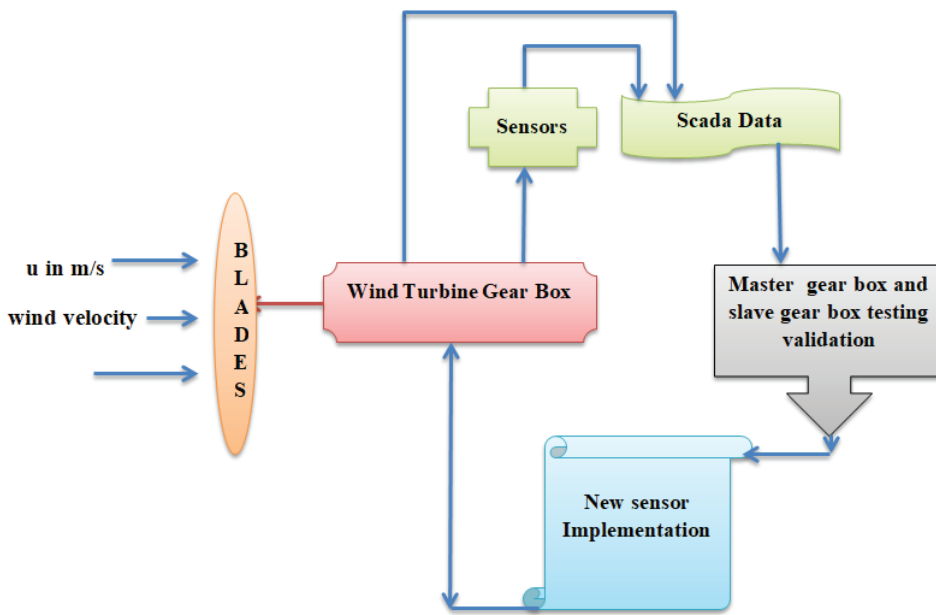 Sensors
Scada Data
u in m/s
wind velocity
BLADES
Wind Turbine Gear Box
Master gear box and
slave gear box testing
validation
New sensor
Implementation